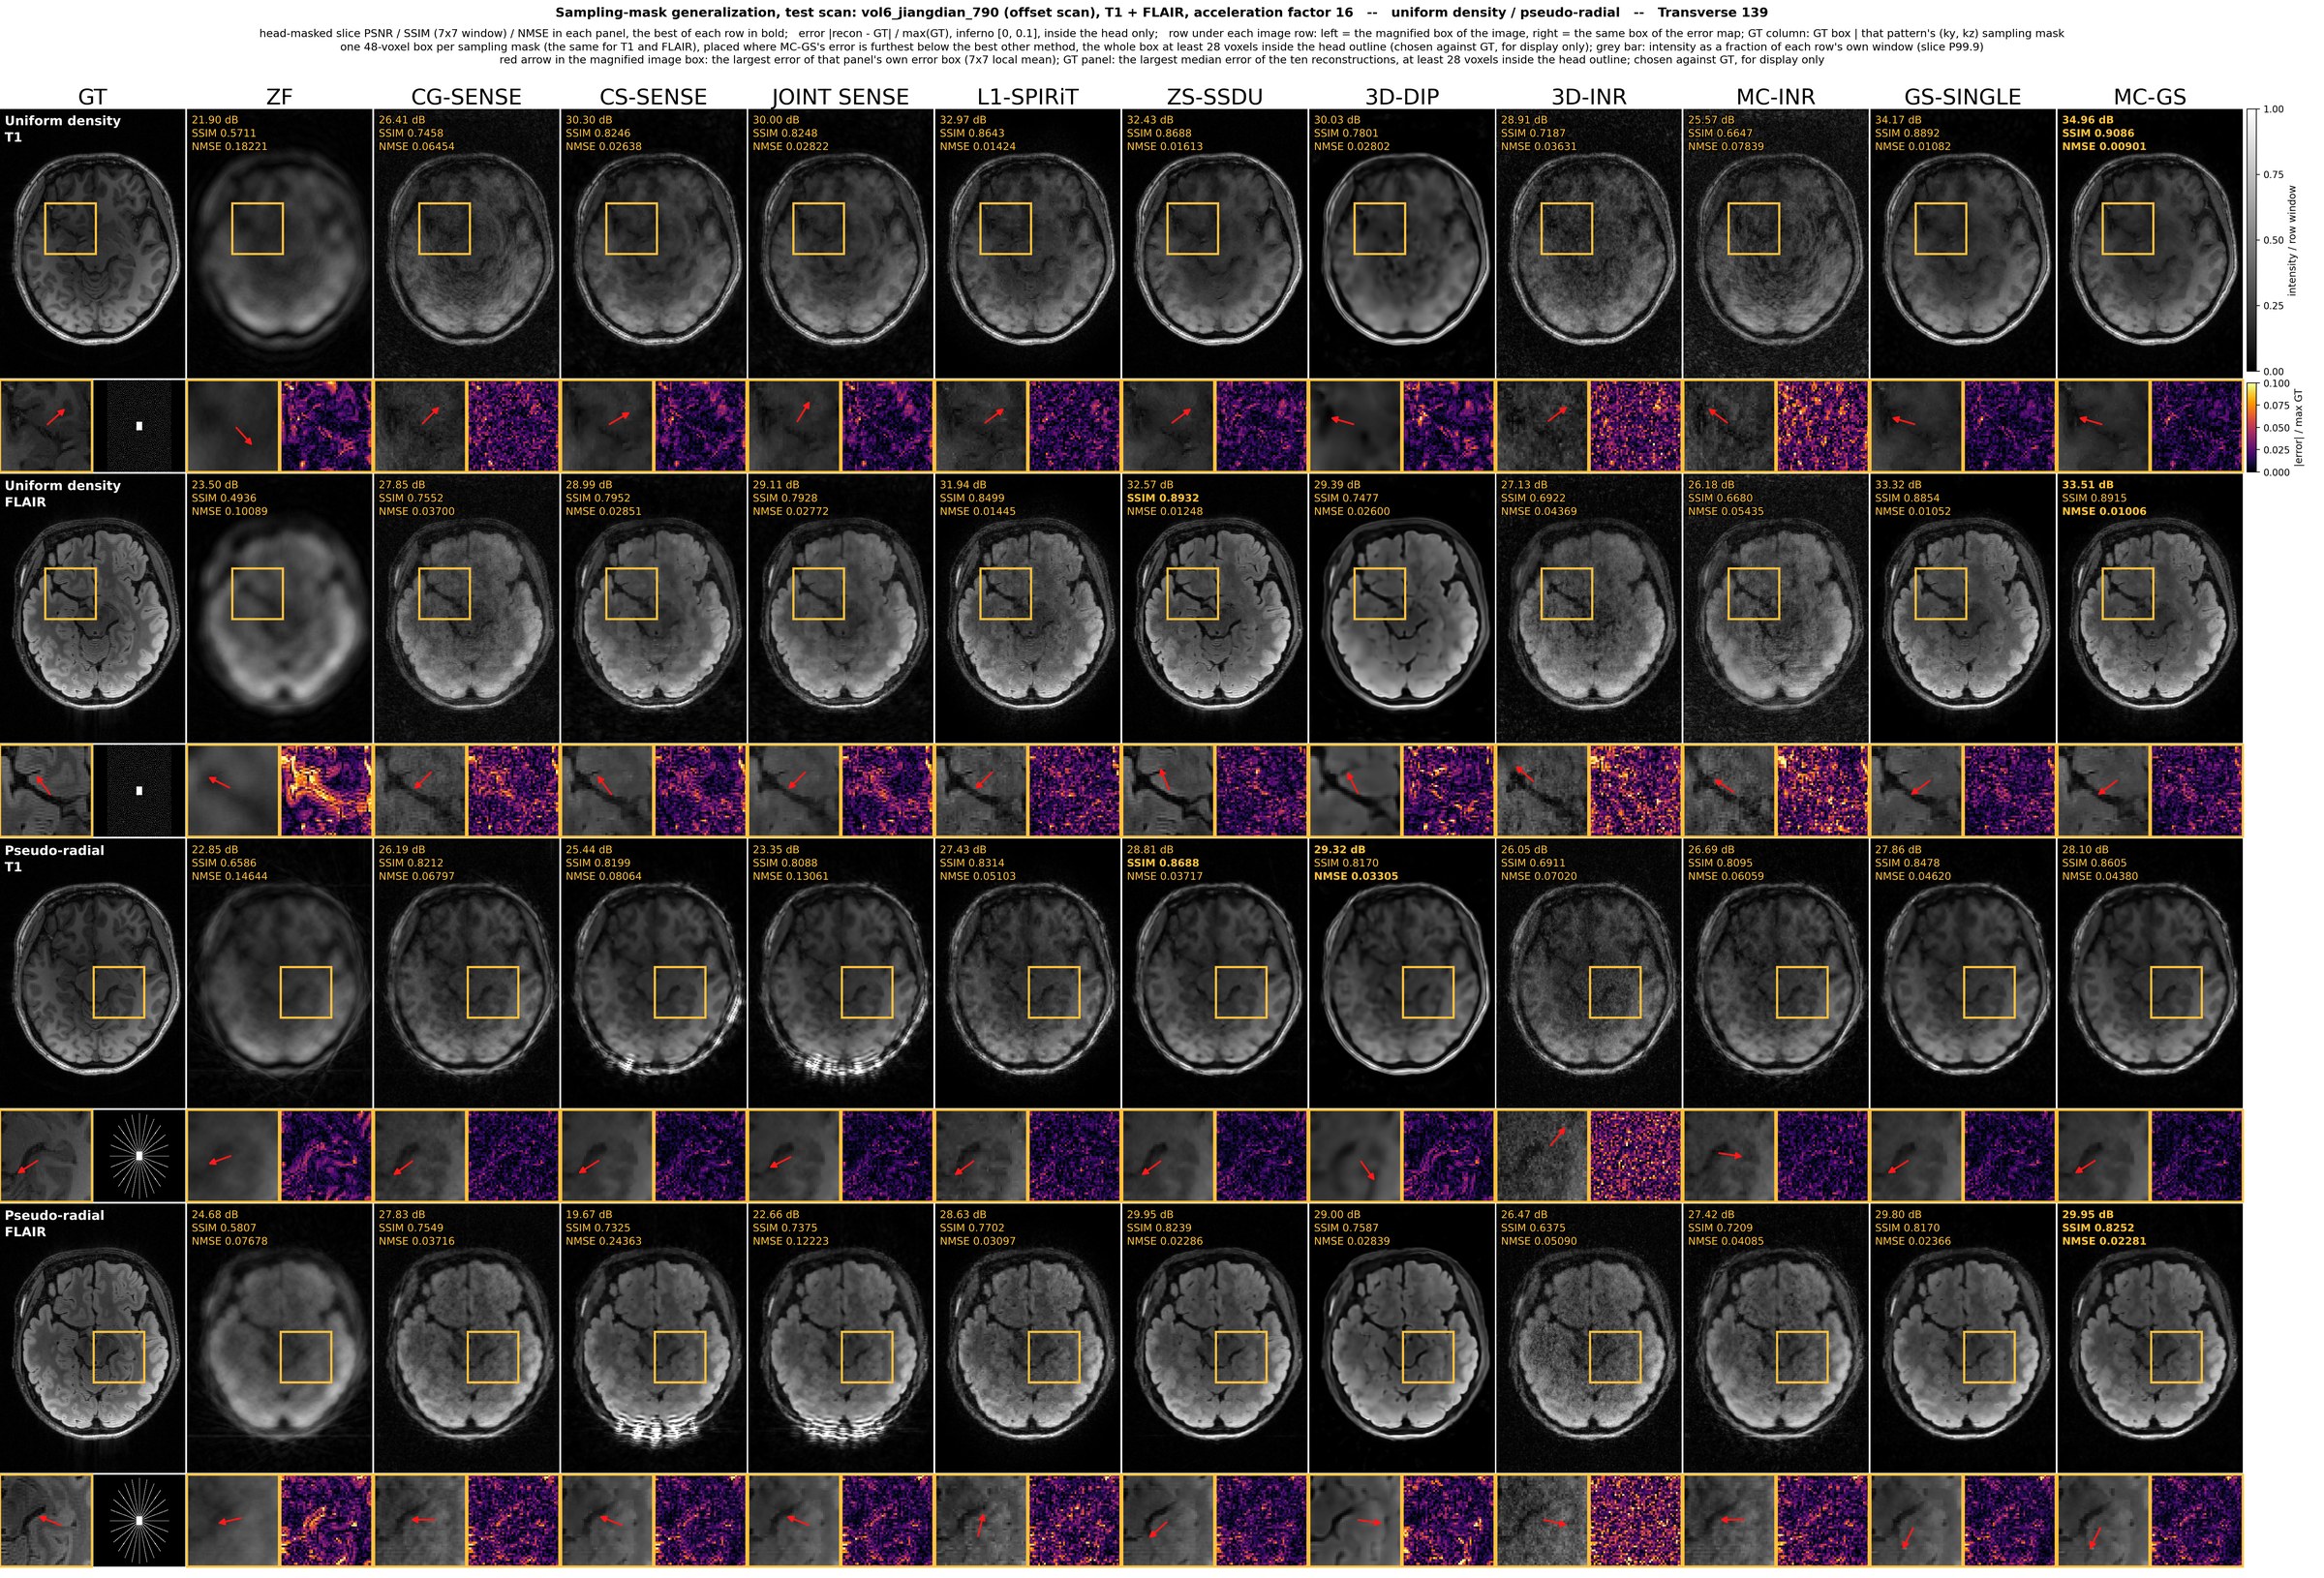 Sampling-mask generalization, test scan: vol6_jiangdian_790 (offset scan), T1 + FLAIR, acceleration factor 16 -- uniform density / pseudo-radial -- Transverse 139
head-masked slice PSNR / SSIM (7x7 window) / NMSE in each panel, the best of each row in bold; error |recon - GT| / max(GT), inferno [0, 0.1], inside the head only; row under each image row: left = the magnified box of the image, right = the same box of the error map; GT column: GT box | that pattern's (ky, kz) sampling mask
one 48-voxel box per sampling mask (the same for T1 and FLAIR), placed where MC-GS's error is furthest below the best other method, the whole box at least 28 voxels inside the head outline (chosen against GT, for display only); grey bar: intensity as a fraction of each row's own window (slice P99.9)
red arrow in the magnified image box: the largest error of that panel's own error box (7x7 local mean); GT panel: the largest median error of the ten reconstructions, at least 28 voxels inside the head outline; chosen against GT, for display only
GT ZF CG-SENSE CS-SENSE JOINT SENSE L1-SPIRiT ZS-SSDU 3D-DIP 3D-INR MC-INR GS-SINGLE MC-GS
Uniform density 21.90 dB 26.41 dB 30.30 dB 30.00 dB 32.97 dB 32.43 dB 30.03 dB 28.91 dB 25.57 dB 34.17 dB 34.96 dB
T1 SSIM 0.5711 SSIM 0.7458 SSIM 0.8246 SSIM 0.8248 SSIM 0.8643 SSIM 0.8688 SSIM 0.7801 SSIM 0.7187 SSIM 0.6647 SSIM 0.8892 SSIM 0.9086
NMSE 0.18221 NMSE 0.06454 NMSE 0.02638 NMSE 0.02822 NMSE 0.01424 NMSE 0.01613 NMSE 0.02802 NMSE 0.03631 NMSE 0.07839 NMSE 0.01082 NMSE 0.00901
1.00
0.75
0.50
0.25
0.00
intensity / row window
0.100
0.075
0.050
0.025
0.000
|error| / max GT
Uniform density 23.50 dB 27.85 dB 28.99 dB 29.11 dB 31.94 dB 32.57 dB 29.39 dB 27.13 dB 26.18 dB 33.32 dB 33.51 dB
FLAIR SSIM 0.4936 SSIM 0.7552 SSIM 0.7952 SSIM 0.7928 SSIM 0.8499 SSIM 0.8932 SSIM 0.7477 SSIM 0.6922 SSIM 0.6680 SSIM 0.8854 SSIM 0.8915
NMSE 0.10089 NMSE 0.03700 NMSE 0.02851 NMSE 0.02772 NMSE 0.01445 NMSE 0.01248 NMSE 0.02600 NMSE 0.04369 NMSE 0.05435 NMSE 0.01052 NMSE 0.01006
Pseudo-radial 22.85 dB 26.19 dB 25.44 dB 23.35 dB 27.43 dB 28.81 dB 29.32 dB 26.05 dB 26.69 dB 27.86 dB 28.10 dB
T1 SSIM 0.6586 SSIM 0.8212 SSIM 0.8199 SSIM 0.8088 SSIM 0.8314 SSIM 0.8688 SSIM 0.8170 SSIM 0.6911 SSIM 0.8095 SSIM 0.8478 SSIM 0.8605
NMSE 0.14644 NMSE 0.06797 NMSE 0.08064 NMSE 0.13061 NMSE 0.05103 NMSE 0.03717 NMSE 0.03305 NMSE 0.07020 NMSE 0.06059 NMSE 0.04620 NMSE 0.04380
Pseudo-radial 24.68 dB 27.83 dB 19.67 dB 22.66 dB 28.63 dB 29.95 dB 29.00 dB 26.47 dB 27.42 dB 29.80 dB 29.95 dB
FLAIR SSIM 0.5807 SSIM 0.7549 SSIM 0.7325 SSIM 0.7375 SSIM 0.7702 SSIM 0.8239 SSIM 0.7587 SSIM 0.6375 SSIM 0.7209 SSIM 0.8170 SSIM 0.8252
NMSE 0.07678 NMSE 0.03716 NMSE 0.24363 NMSE 0.12223 NMSE 0.03097 NMSE 0.02286 NMSE 0.02839 NMSE 0.05090 NMSE 0.04085 NMSE 0.02366 NMSE 0.02281